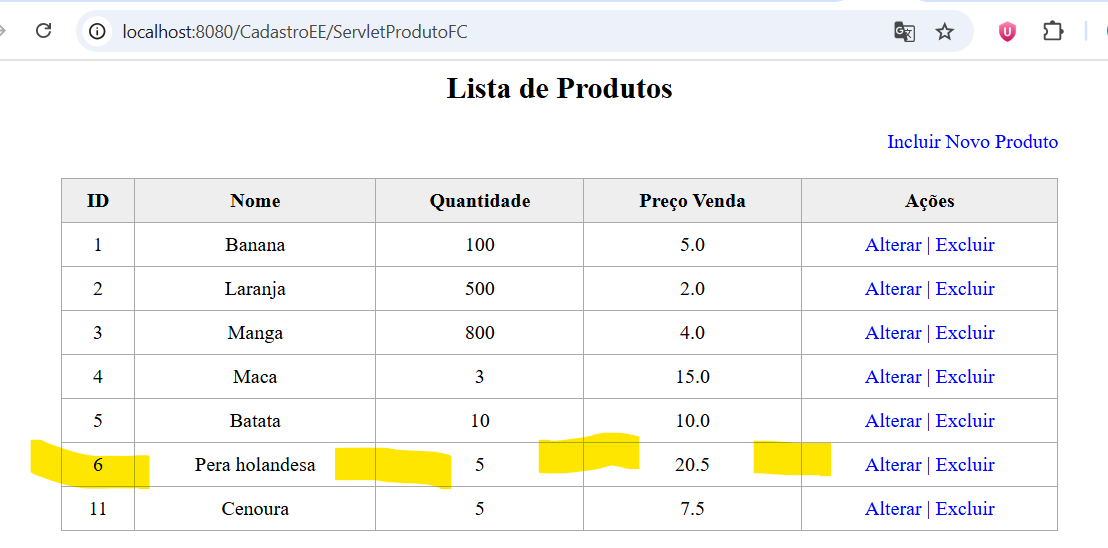 localhost:8080/CadastroEE/ServletProdutoFC
Lista de Produtos
Incluir Novo Produto
ID Nome Quantidade Preço Venda Ações
1 Banana 100 5.0 Alterar | Excluir
2 Laranja 500 2.0 Alterar | Excluir
3 Manga 800 4.0 Alterar | Excluir
4 Maca 3 15.0 Alterar | Excluir
5 Batata 10 10.0 Alterar | Excluir
6 Pera holandesa 5 20.5 Alterar | Excluir
11 Cenoura 5 7.5 Alterar | Excluir